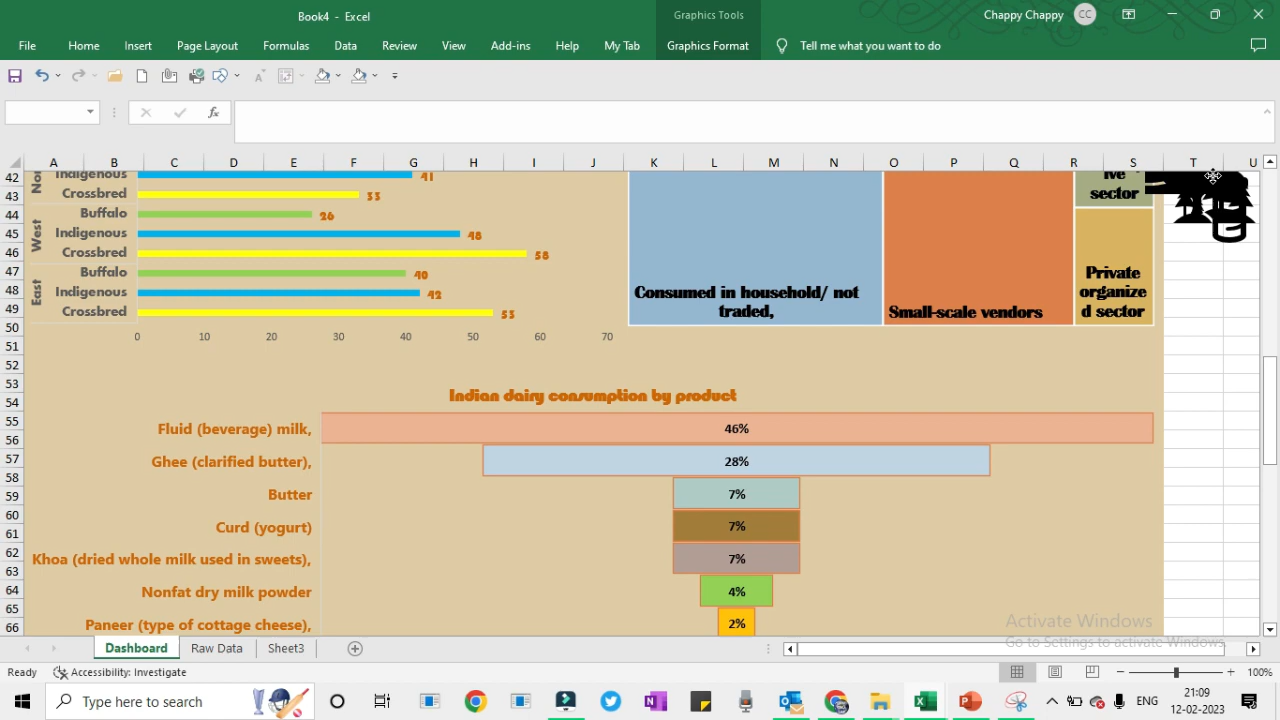 Book4 - Excel
Graphics Tools
Chappy Chappy CC
File Home Insert Page Layout Formulas Data Review View Add-ins Help My Tab Graphics Format Tell me what you want to do
A B C D E F G H I J K L M N O P Q R S T U
42 Indigenous 41
43 Crossbred 33
44 Buffalo 26
45 West Indigenous 48
46 Crossbred 58
47 Buffalo 40
48 East Indigenous 42
49 Crossbred 53
sector
Private
organize
d sector
Consumed in household/ not
traded,
Small-scale vendors
50
51 0 10 20 30 40 50 60 70
52
53
54 Indian dairy consumption by product
55 Fluid (beverage) milk, 46%
56
57 Ghee (clarified butter), 28%
58
59 Butter 7%
60
61 Curd (yogurt) 7%
62 Khoa (dried whole milk used in sweets), 7%
63
64 Nonfat dry milk powder 4%
65
66 Paneer (type of cottage cheese), 2%
Activate Windows
Go to Settings to activate Windows.
Dashboard Raw Data Sheet3
Ready Accessibility: Investigate 100%
Type here to search
ENG 21:09
12-02-2023